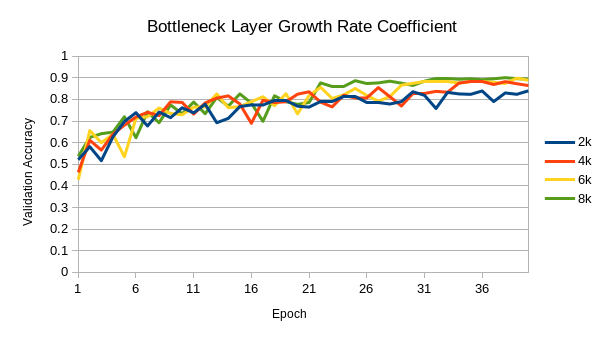 Bottleneck Layer Growth Rate Coefficient
1
0.9
0.8
0.7
0.6
0.5
0.4
0.3
0.2
0.1
0
Validation Accuracy
1 6 11 16 21 26 31 36
Epoch
2k
4k
6k
8k